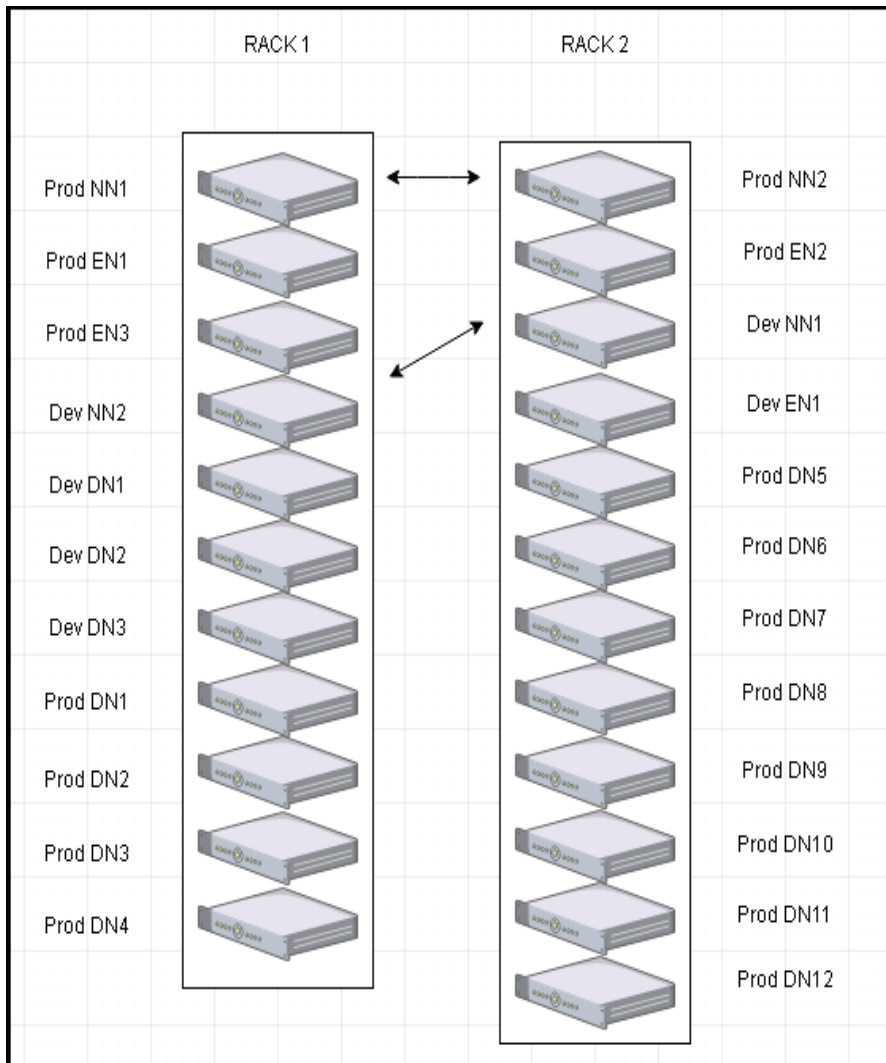 RACK 1
RACK 2
Prod NN1
Prod EN1
Prod EN3
Dev NN2
Dev DN1
Dev DN2
Dev DN3
Prod DN1
Prod DN2
Prod DN3
Prod DN4
Prod NN2
Prod EN2
Dev NN1
Dev EN1
Prod DN5
Prod DN6
Prod DN7
Prod DN8
Prod DN9
Prod DN10
Prod DN11
Prod DN12